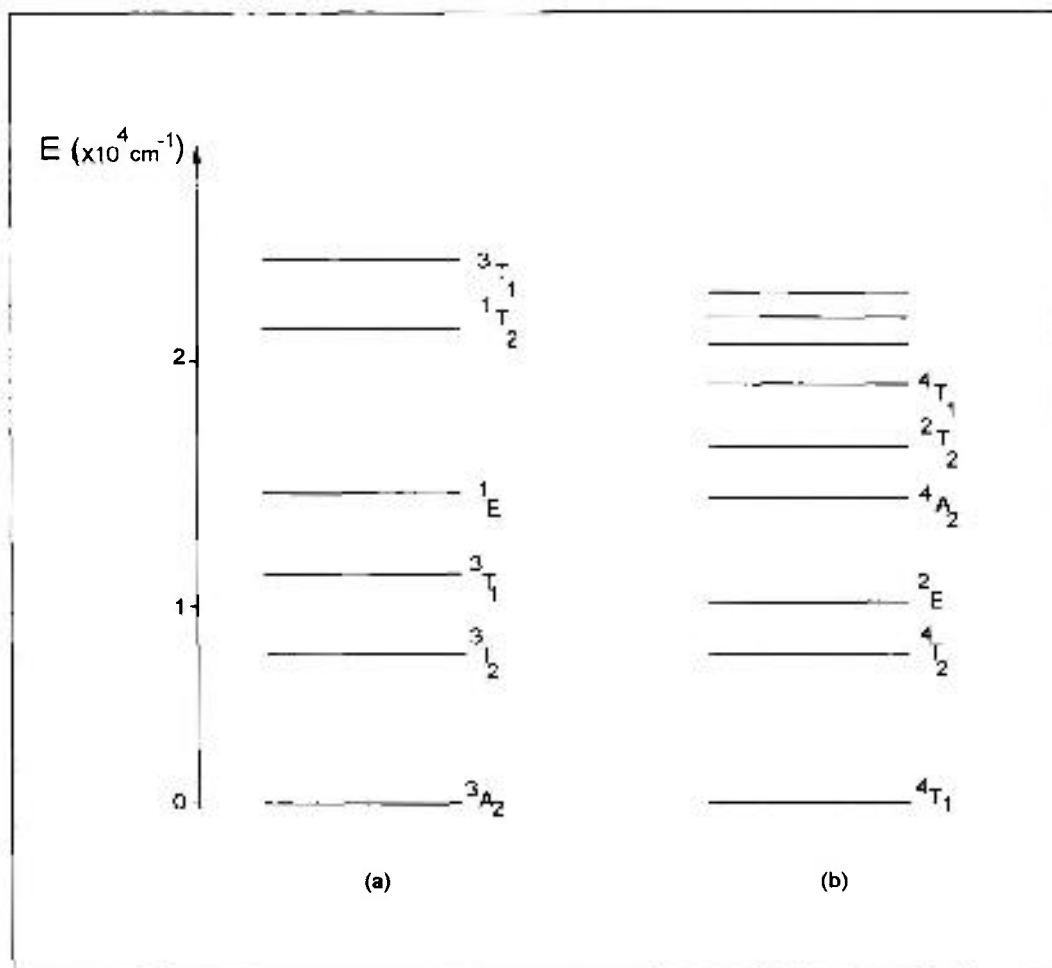 E (x10⁴cm⁻¹)
³T₁
¹T₂
2
⁴T₁
²T₂
¹E
⁴A₂
³T₁
1
²E
³T₂
⁴T₂
0
³A₂
⁴T₁
(a)
(b)